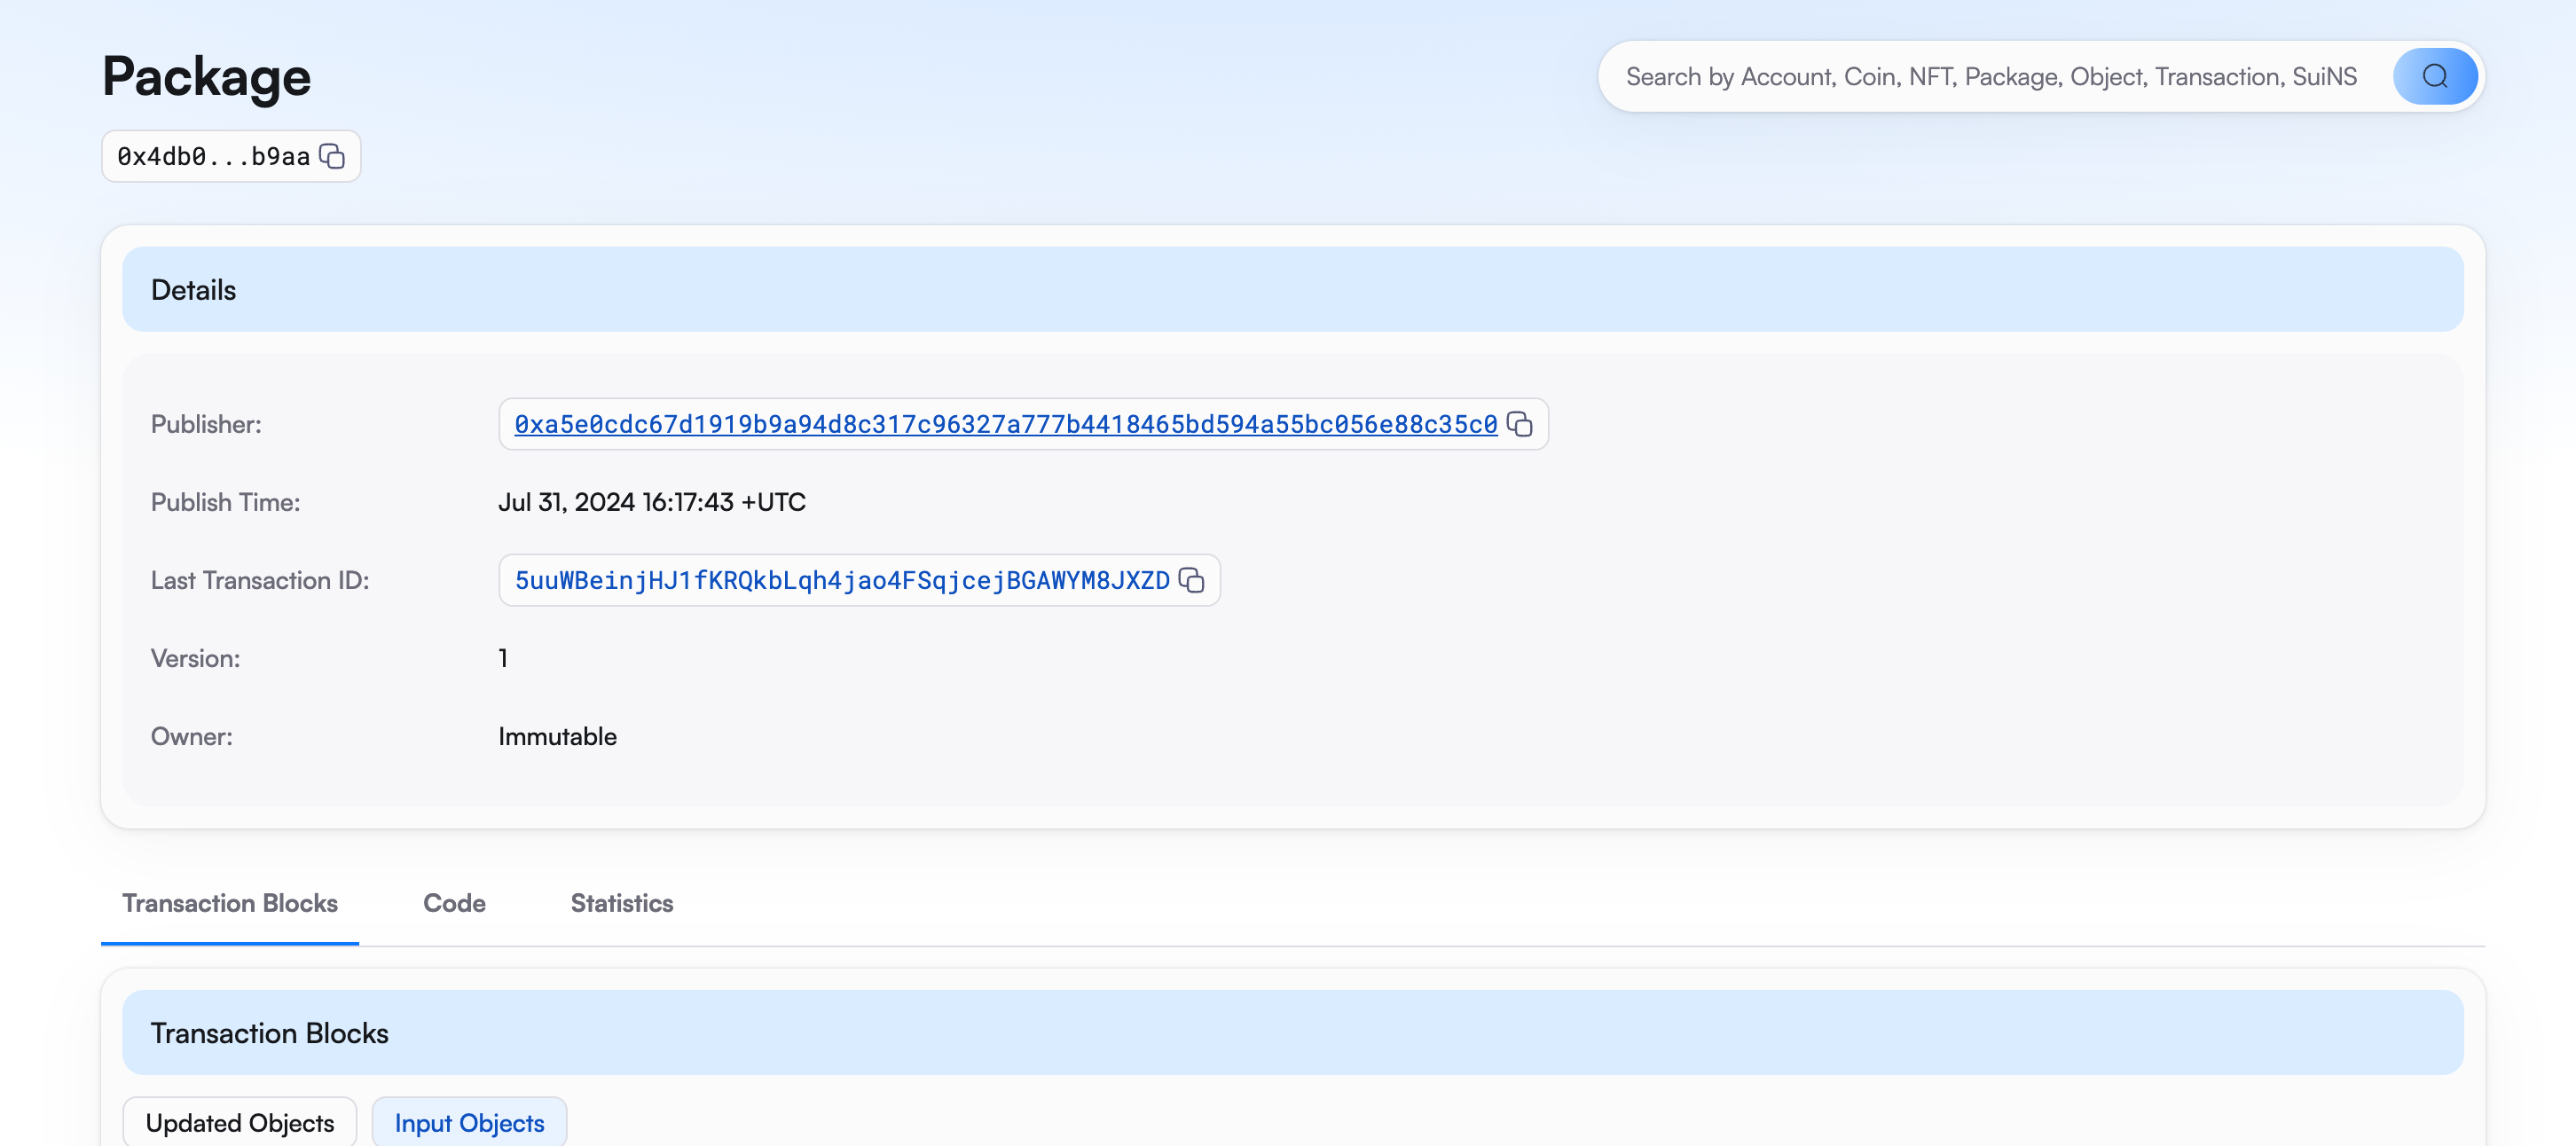 Package
Search by Account, Coin, NFT, Package, Object, Transaction, SuiNS
0x4db0...b9aa
Details
Publisher: 0xa5e0cdc67d1919b9a94d8c317c96327a777b4418465bd594a55bc056e88c35c0
Publish Time: Jul 31, 2024 16:17:43 +UTC
Last Transaction ID: 5uuWBeinjHJ1fKRQkbLqh4jao4FSqjcejBGAWYM8JXZD
Version: 1
Owner: Immutable
Transaction Blocks Code Statistics
Transaction Blocks
Updated Objects Input Objects